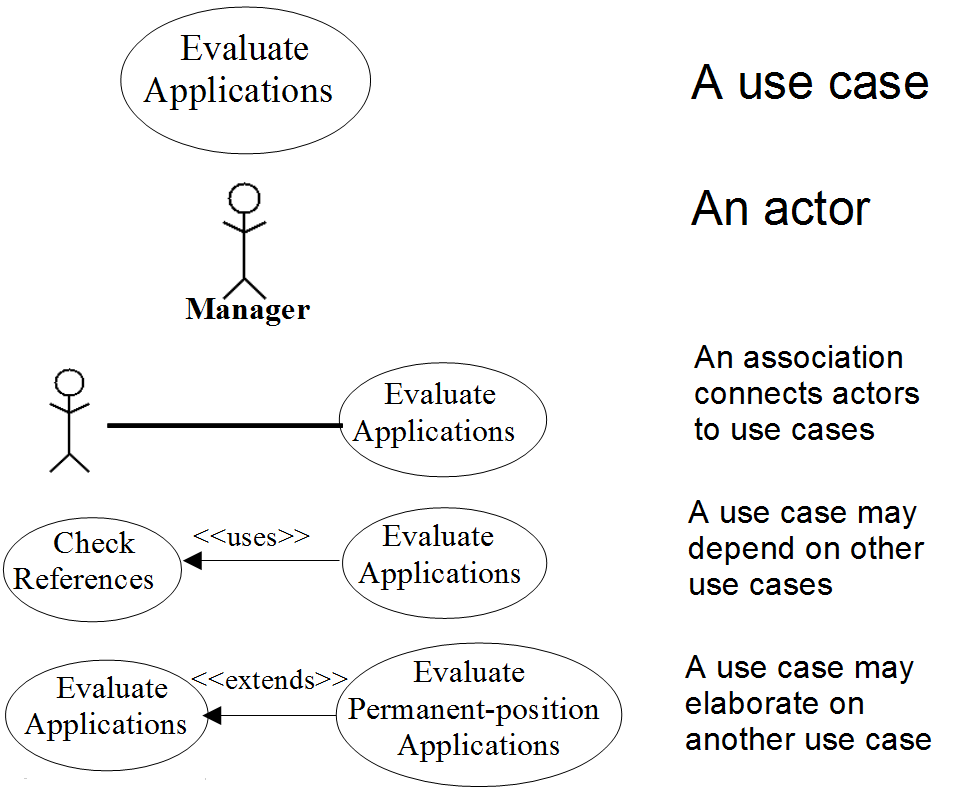 Evaluate
Applications
A use case
Manager
An actor
Evaluate
Applications
An association
connects actors
to use cases
Check
References
<<uses>>
Evaluate
Applications
A use case may
depend on other
use cases
Evaluate
Applications
<<extends>>
Evaluate
Permanent-position
Applications
A use case may
elaborate on
another use case